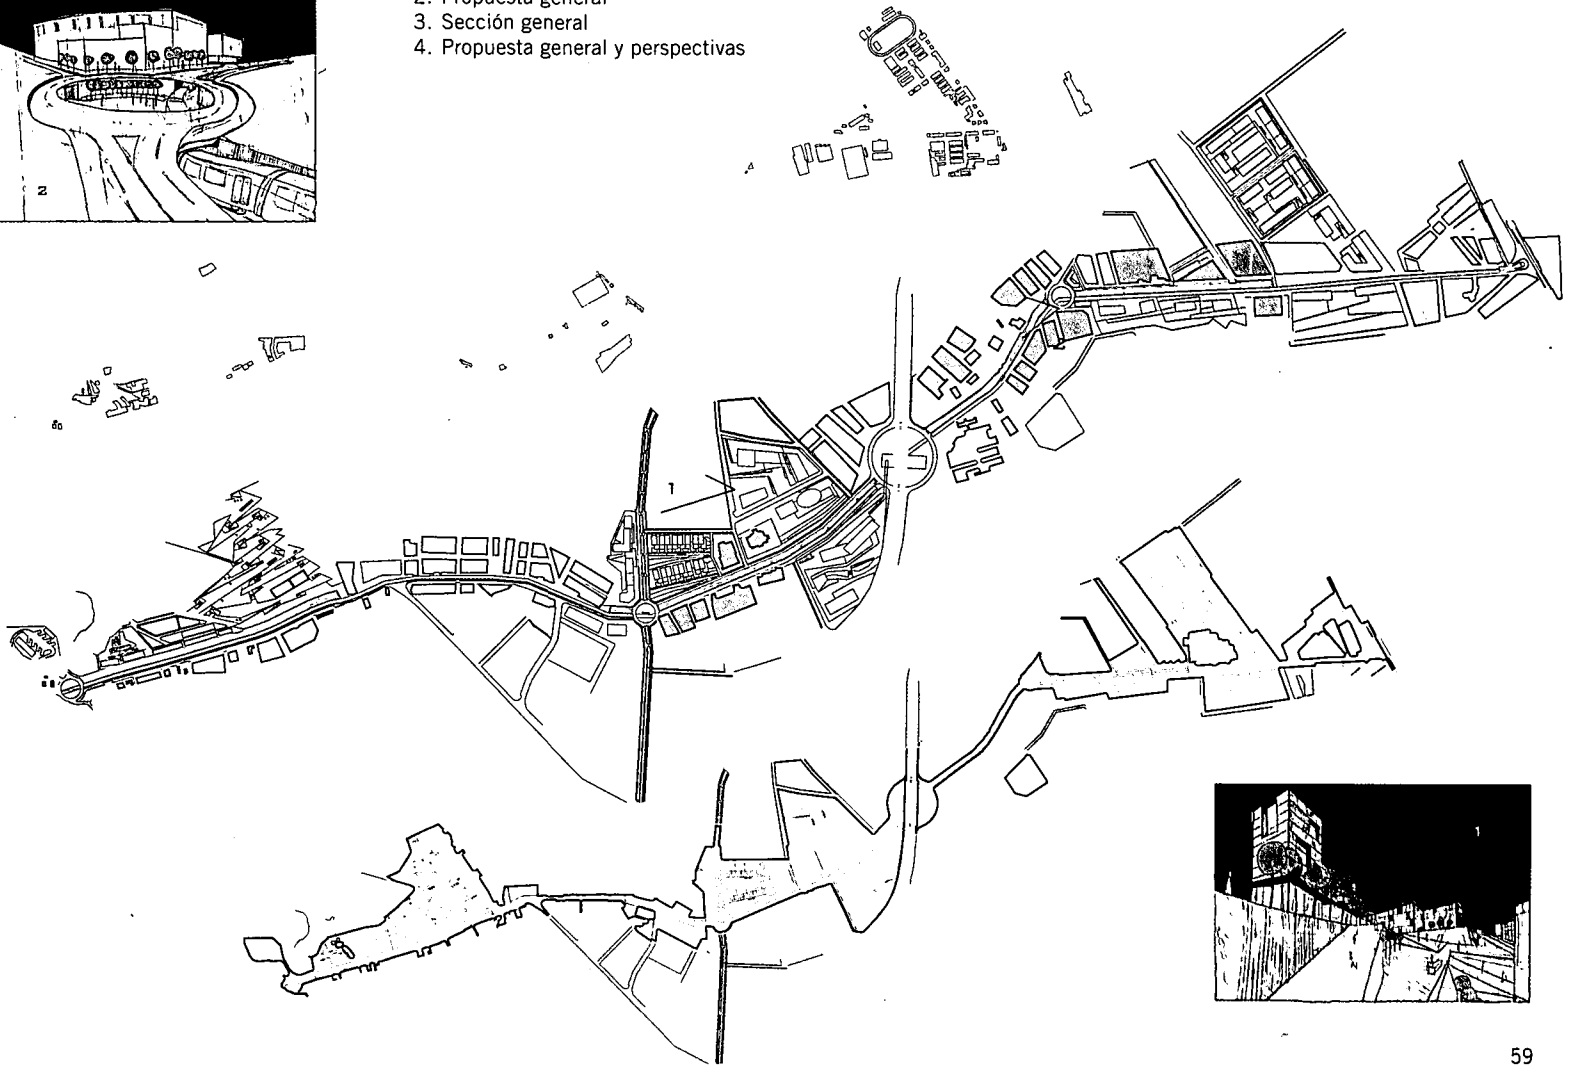 2. Propuesta general
3. Sección general
4. Propuesta general y perspectivas
2
1
1
59